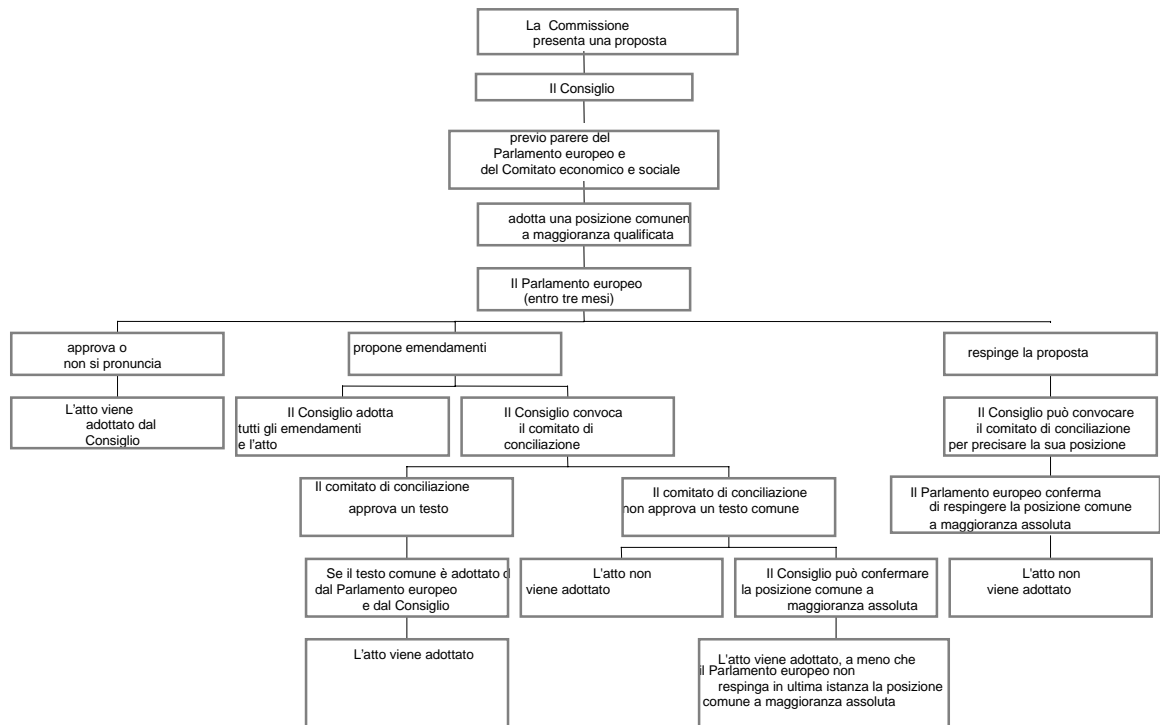 La Commissione
presenta una proposta
Il Consiglio
previo parere del
Parlamento europeo e
del Comitato economico e sociale
adotta una posizione comunen
a maggioranza qualificata
Il Parlamento europeo
(entro tre mesi)
approva o
non si pronuncia
propone emendamenti
respinge la proposta
L'atto viene
adottato dal
Consiglio
Il Consiglio adotta
tutti gli emendamenti
e l'atto
Il Consiglio convoca
il comitato di
conciliazione
Il Consiglio può convocare
il comitato di conciliazione
per precisare la sua posizione
Il comitato di conciliazione
approva un testo
Il comitato di conciliazione
non approva un testo comune
Il Parlamento europeo conferma
di respingere la posizione comune
a maggioranza assoluta
Se il testo comune è adottato d
dal Parlamento europeo
e dal Consiglio
L'atto non
viene adottato
Il Consiglio può confermare
la posizione comune a
maggioranza assoluta
L'atto non
viene adottato
L'atto viene adottato
L'atto viene adottato, a meno che
il Parlamento europeo non
respinga in ultima istanza la posizione
comune a maggioranza assoluta